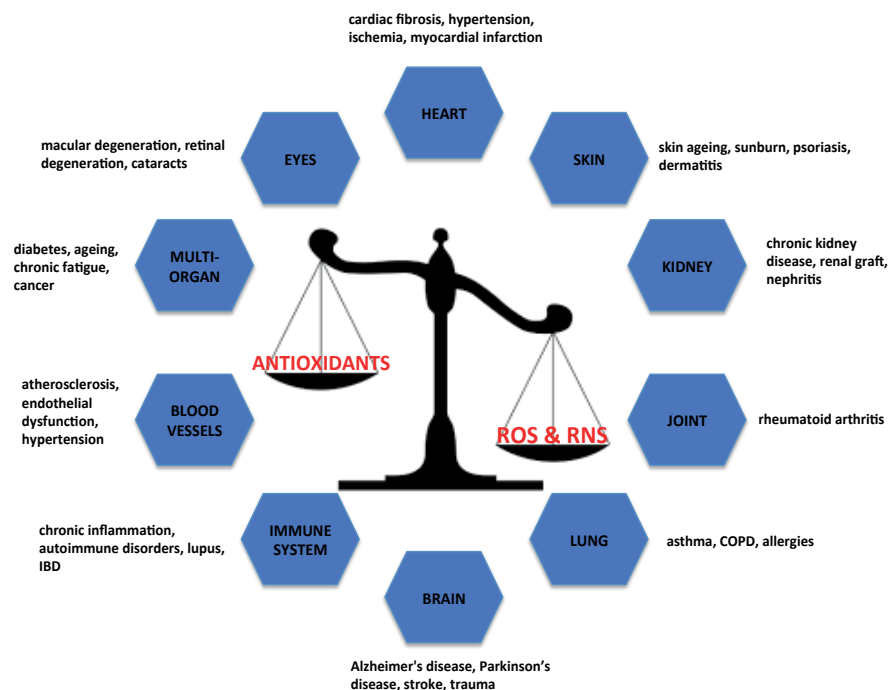 cardiac fibrosis, hypertension,
ischemia, myocardial infarction
HEART
macular degeneration, retinal
degeneration, cataracts
EYES
SKIN
skin ageing, sunburn, psoriasis,
dermatitis
diabetes, ageing,
chronic fatigue,
cancer
MULTI-
ORGAN
KIDNEY
chronic kidney
disease, renal graft,
nephritis
ANTIOXIDANTS
atherosclerosis,
endothelial
dysfunction,
hypertension
BLOOD
VESSELS
ROS & RNS
JOINT
rheumatoid arthritis
chronic inflammation,
autoimmune disorders, lupus,
IBD
IMMUNE
SYSTEM
LUNG
asthma, COPD, allergies
BRAIN
Alzheimer's disease, Parkinson’s
disease, stroke, trauma